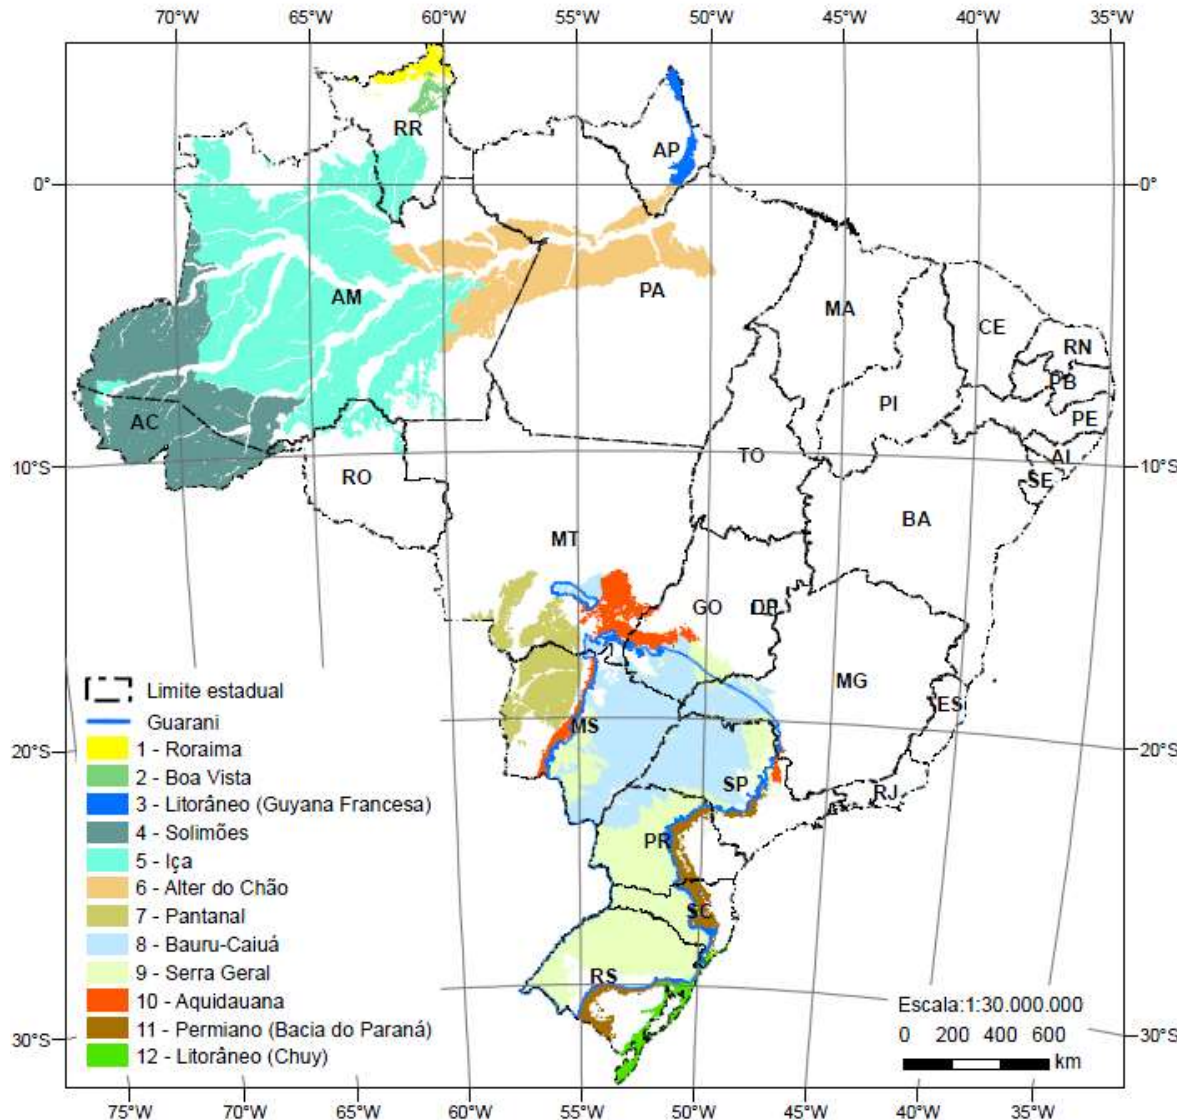 70°W 65°W 60°W 55°W 50°W 45°W 40°W 35°W
RR
AP
0° 0°
AM
PA
MA
CE
RN
PB
PI
PE
AC
TO
AL
10°S 10°S
RO
SE
BA
MT
GO DF
MG
ES
MS
20°S 20°S
SP
RJ
PR
SC
RS
Limite estadual
Guarani
1 - Roraima
2 - Boa Vista
3 - Litorâneo (Guyana Francesa)
4 - Solimões
5 - Iça
6 - Alter do Chão
7 - Pantanal
8 - Bauru-Caiuá
9 - Serra Geral
10 - Aquidauana
11 - Permiano (Bacia do Paraná)
12 - Litorâneo (Chuy)
Escala:1:30.000.000
0 200 400 600
km
30°S 30°S
75°W 70°W 65°W 60°W 55°W 50°W 45°W 40°W